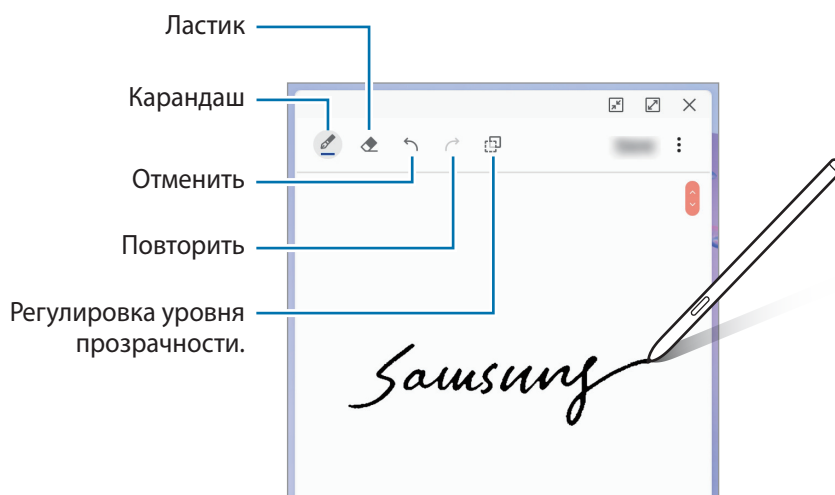 Ластик
Карандаш
Отменить
Повторить
Регулировка уровня
прозрачности.
Samsung